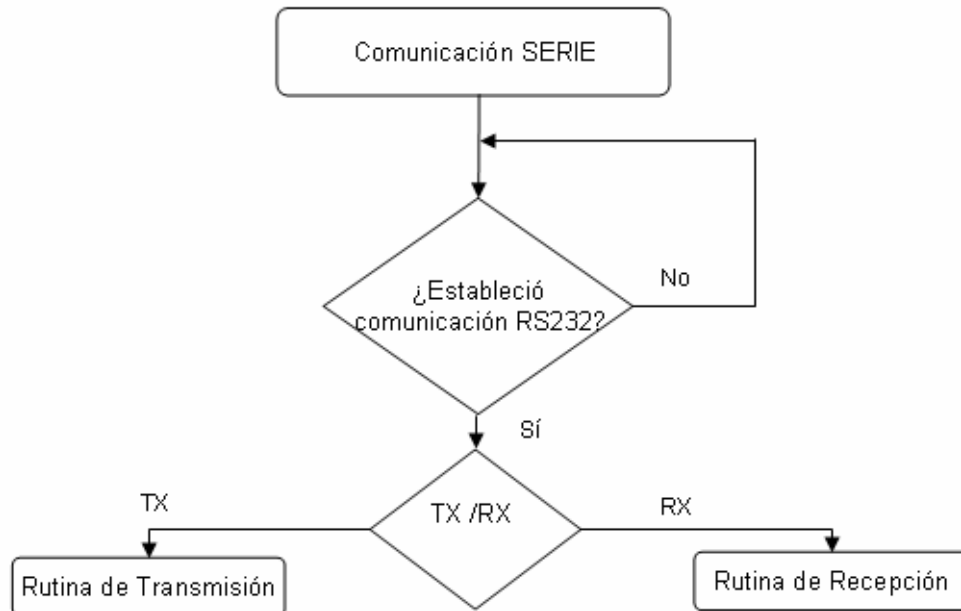 Comunicación SERIE
No
¿Estableció
comunicación RS232?
Sí
TX
TX /RX
RX
Rutina de Transmisión
Rutina de Recepción